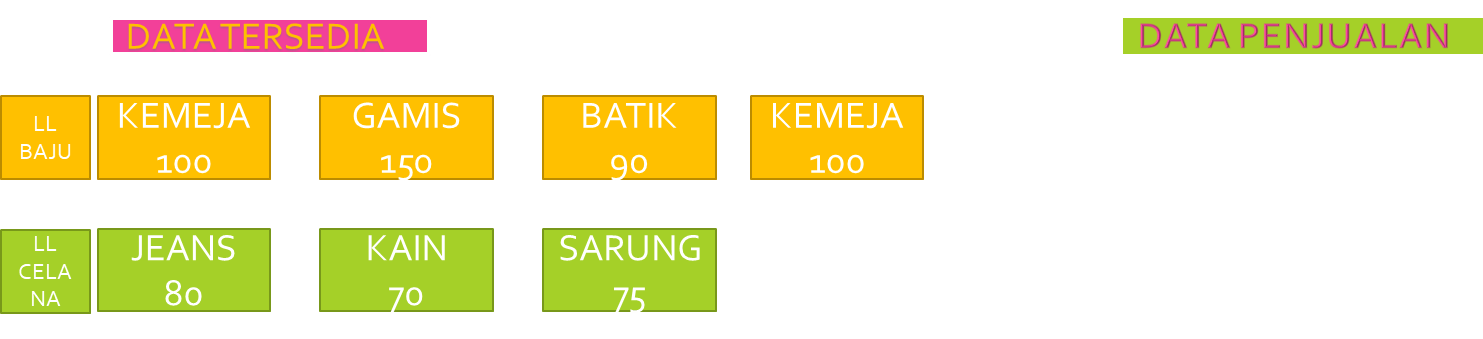 DATA TERSEDIA
DATA PENJUALAN
LL
BAJU
KEMEJA
100
GAMIS
150
BATIK
90
KEMEJA
100
LL
CELA
NA
JEANS
80
KAIN
70
SARUNG
75